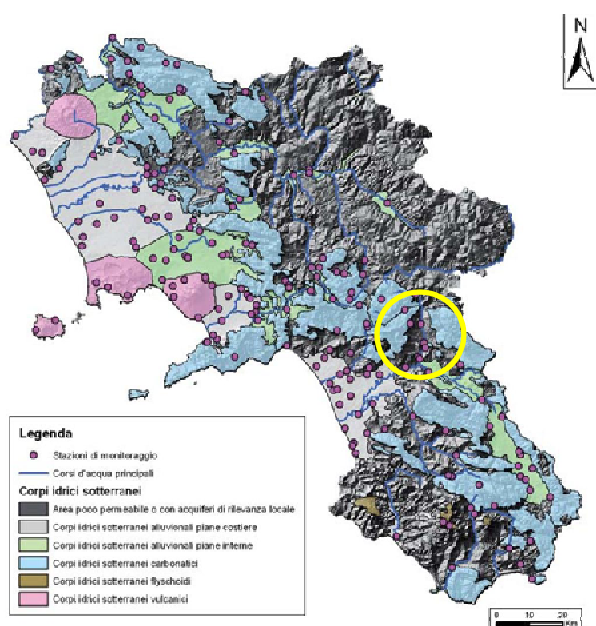 N
Legenda
Stazioni di monitoraggio
Corsi d'acqua principali
Corpi idrici sotterranei
Area poco permeabile o con acquiferi di rilevanza locale
Corpi idrici sotterranei alluvionali piane costiere
Corpi idrici sotterranei alluvionali piane interne
Corpi idrici sotterranei carbonatici
Corpi idrici sotterranei flyschoidi
Corpi idrici sotterranei vulcanici
0 10 20
Km